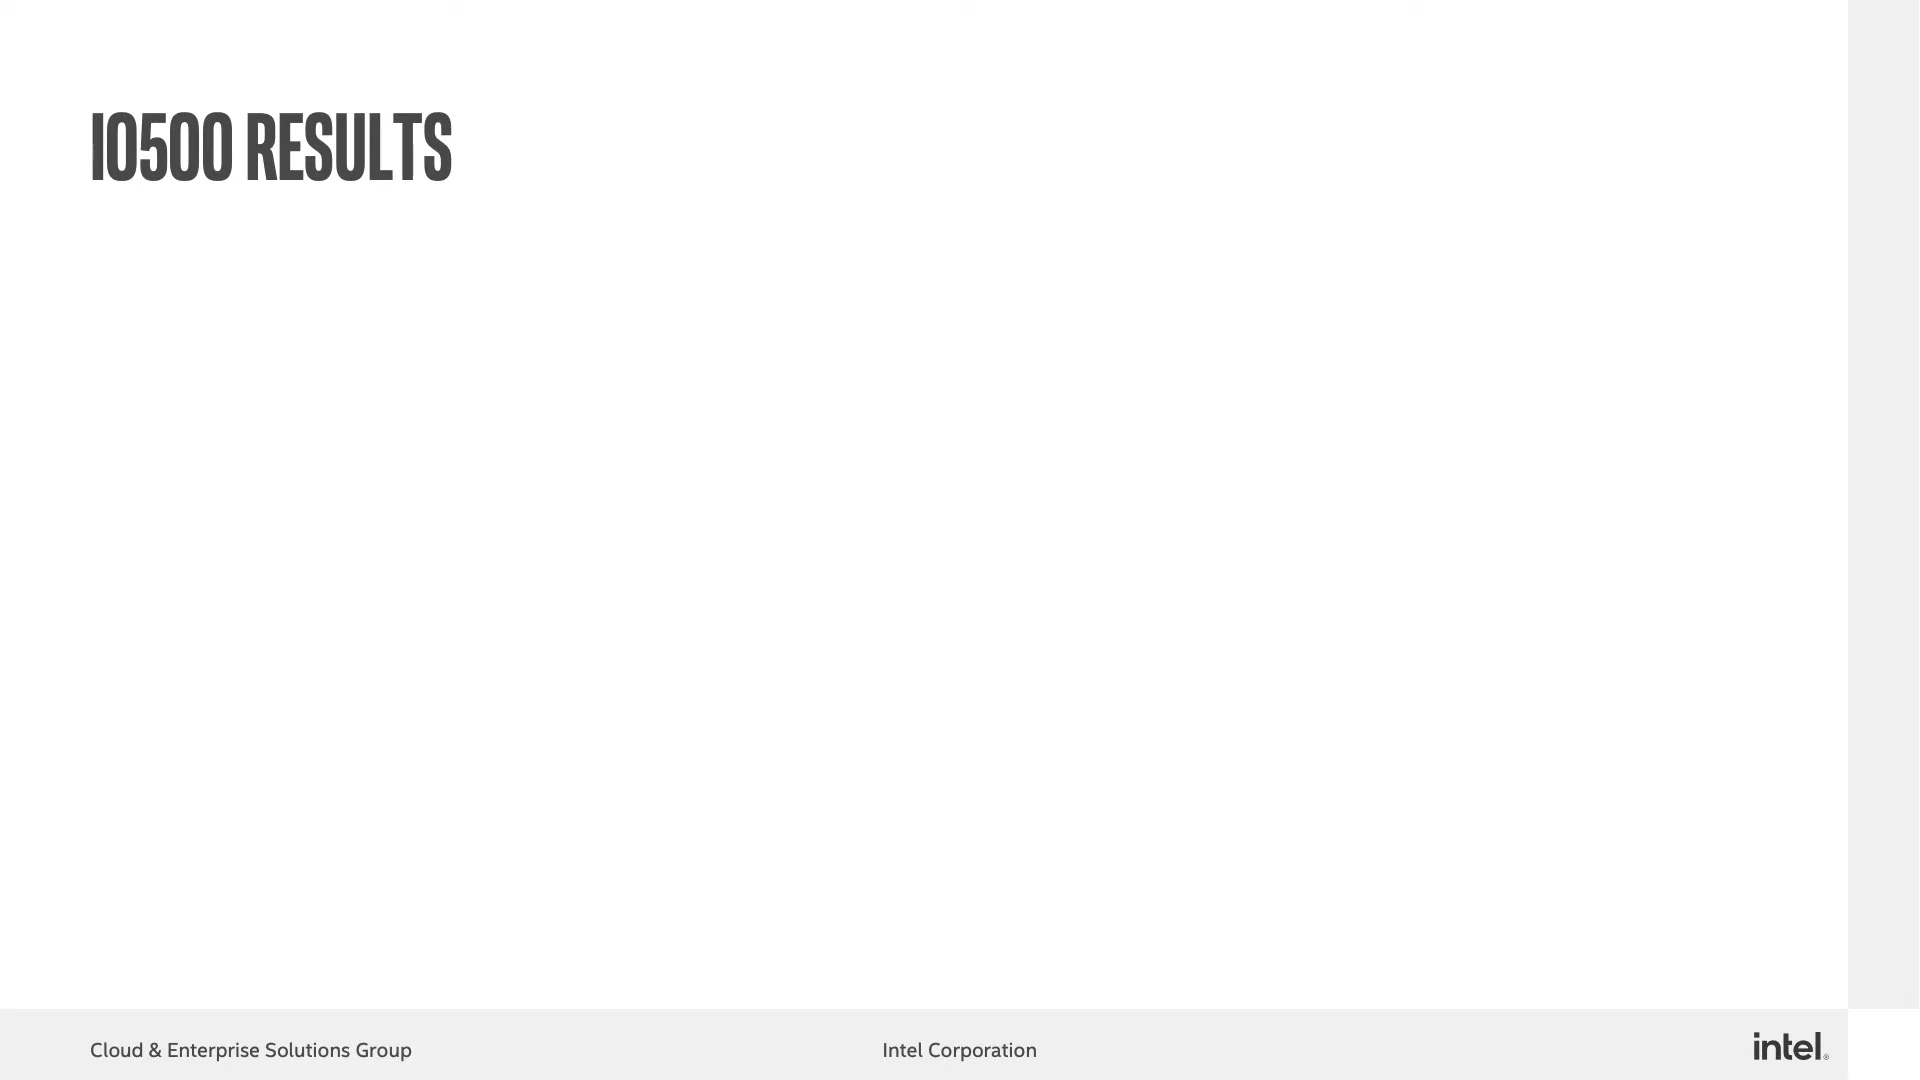 IO500 RESULTS
Cloud & Enterprise Solutions Group
Intel Corporation
intel®